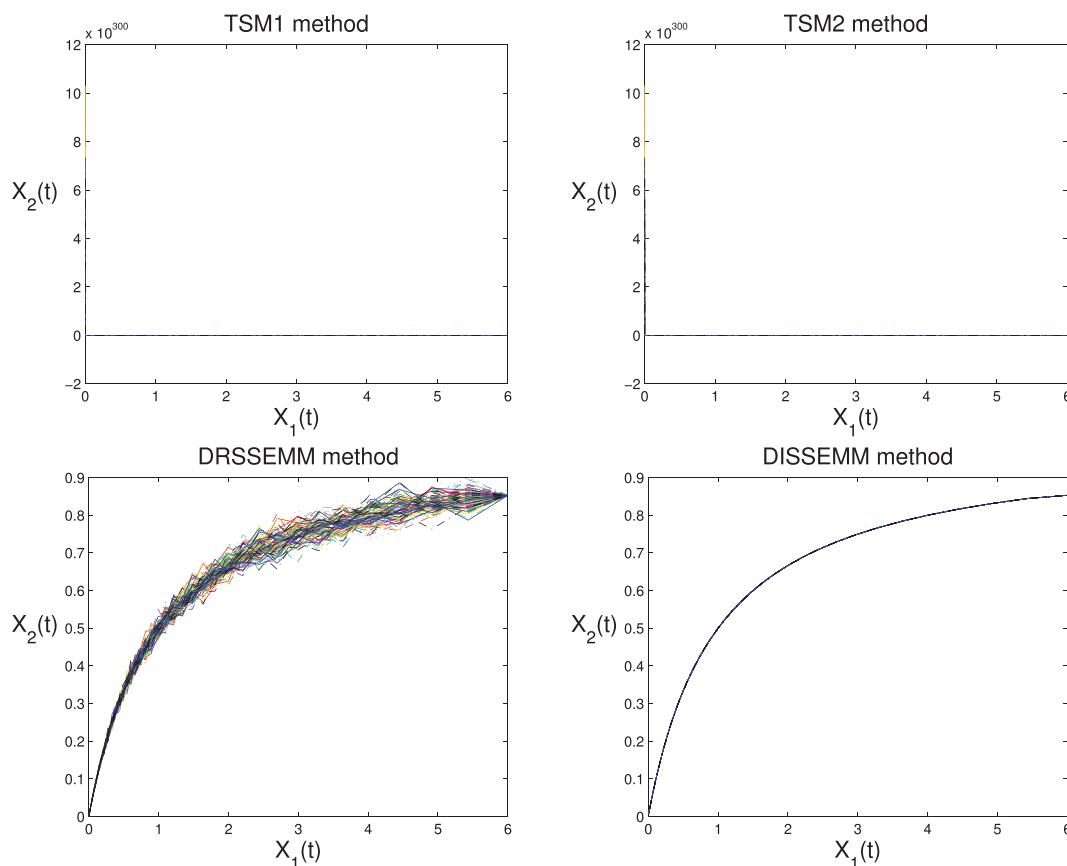 TSM1 method
x 10^300
12
10
8
6
4
2
0
−2
X_2(t)
0 1 2 3 4 5 6
X_1(t)
TSM2 method
x 10^300
12
10
8
6
4
2
0
−2
X_2(t)
0 1 2 3 4 5 6
X_1(t)
DRSSEMM method
0.9
0.8
0.7
0.6
0.5
0.4
0.3
0.2
0.1
0
X_2(t)
0 1 2 3 4 5 6
X_1(t)
DISSEMM method
0.9
0.8
0.7
0.6
0.5
0.4
0.3
0.2
0.1
0
X_2(t)
0 1 2 3 4 5 6
X_1(t)